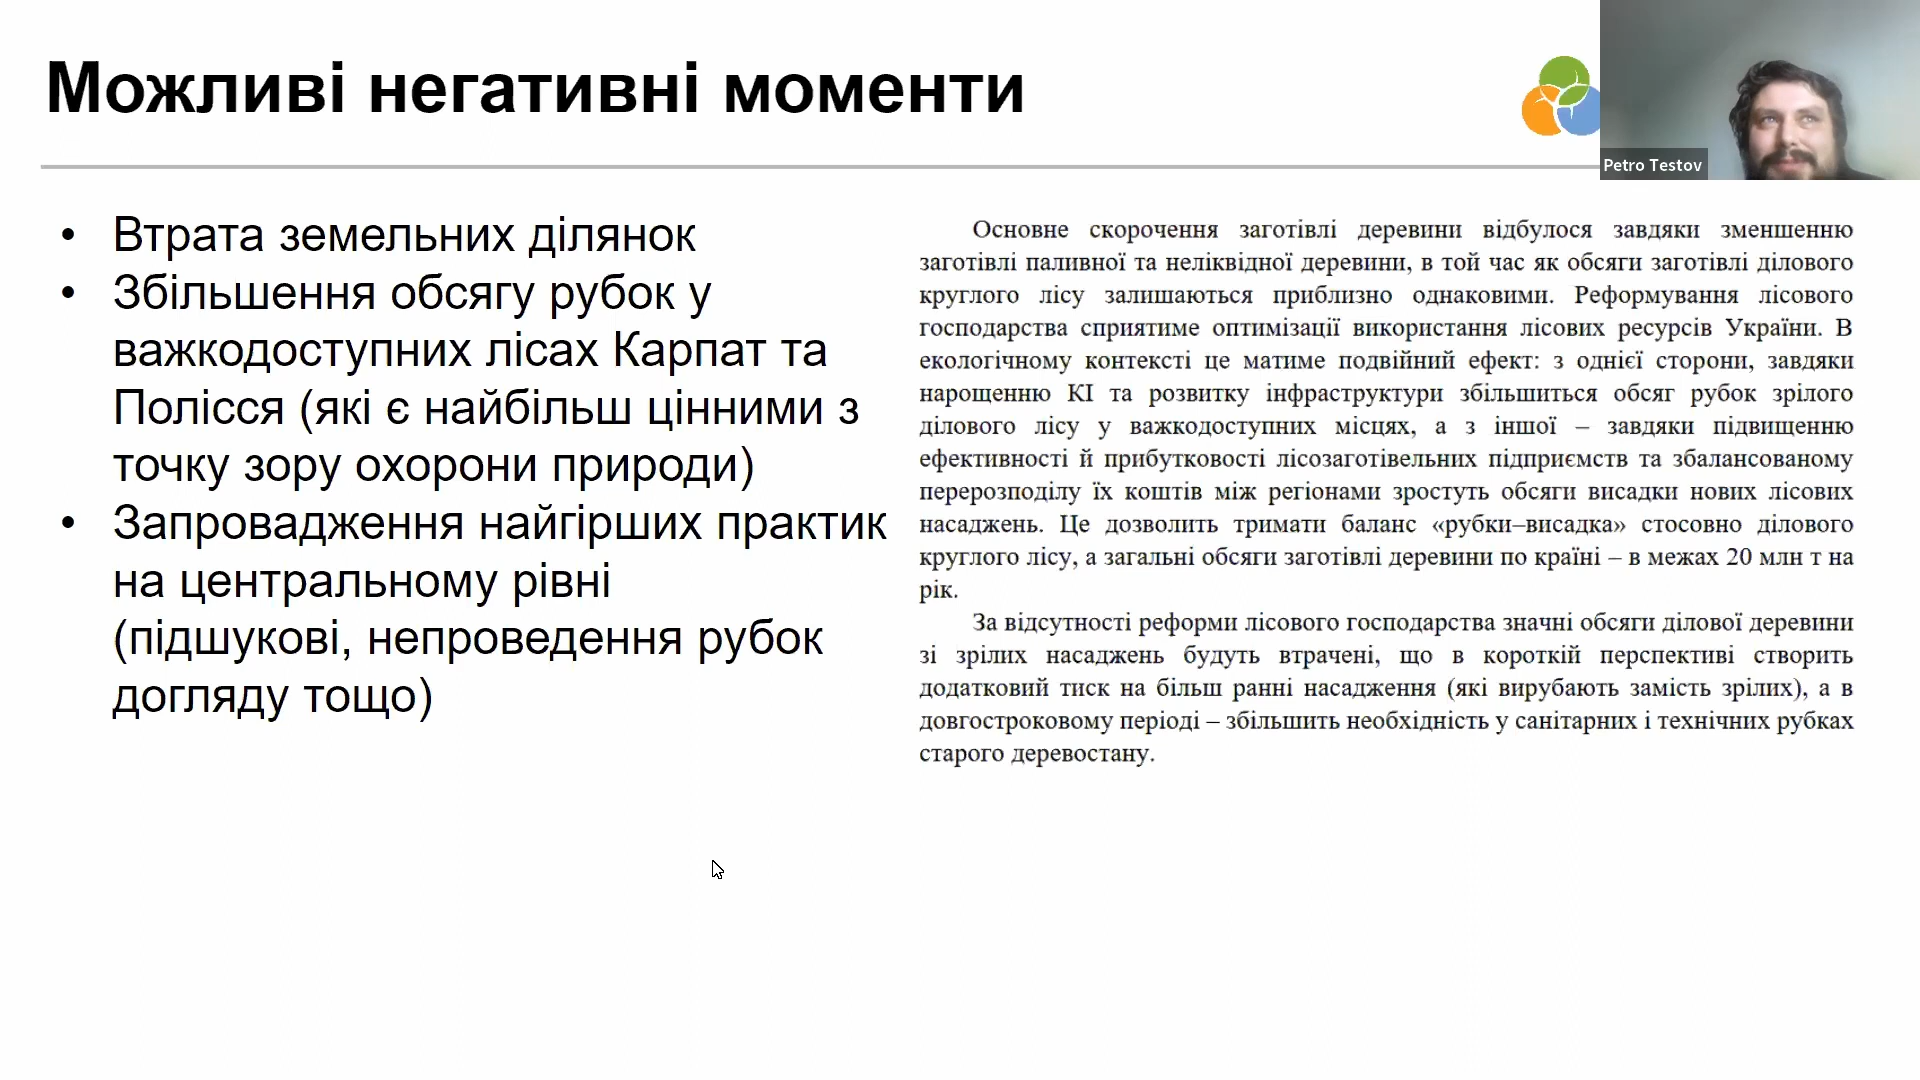 Можливі негативні моменти
Petro Testov
• Втрата земельних ділянок
• Збільшення обсягу рубок у
важкодоступних лісах Карпат та
Полісся (які є найбільш цінними з
точку зору охорони природи)
• Запровадження найгірших практик
на центральному рівні
(підшукові, непроведення рубок
догляду тощо)
Основне скорочення заготівлі деревини відбулося завдяки зменшенню
заготівлі паливної та неліквідної деревини, в той час як обсяги заготівлі ділового
круглого лісу залишаються приблизно однаковими. Реформування лісового
господарства сприятиме оптимізації використання лісових ресурсів України. В
екологічному контексті це матиме подвійний ефект: з однієї сторони, завдяки
нарощенню КІ та розвитку інфраструктури збільшиться обсяг рубок зрілого
ділового лісу у важкодоступних місцях, а з іншої – завдяки підвищенню
ефективності й прибутковості лісозаготівельних підприємств та збалансованому
перерозподілу їх коштів між регіонами зростуть обсяги висадки нових лісових
насаджень. Це дозволить тримати баланс «рубки–висадка» стосовно ділового
круглого лісу, а загальні обсяги заготівлі деревини по країні – в межах 20 млн т на
рік.
За відсутності реформи лісового господарства значні обсяги ділової деревини
зі зрілих насаджень будуть втрачені, що в короткій перспективі створить
додатковий тиск на більш ранні насадження (які вирубають замість зрілих), а в
довгостроковому періоді – збільшить необхідність у санітарних і технічних рубках
старого деревостану.